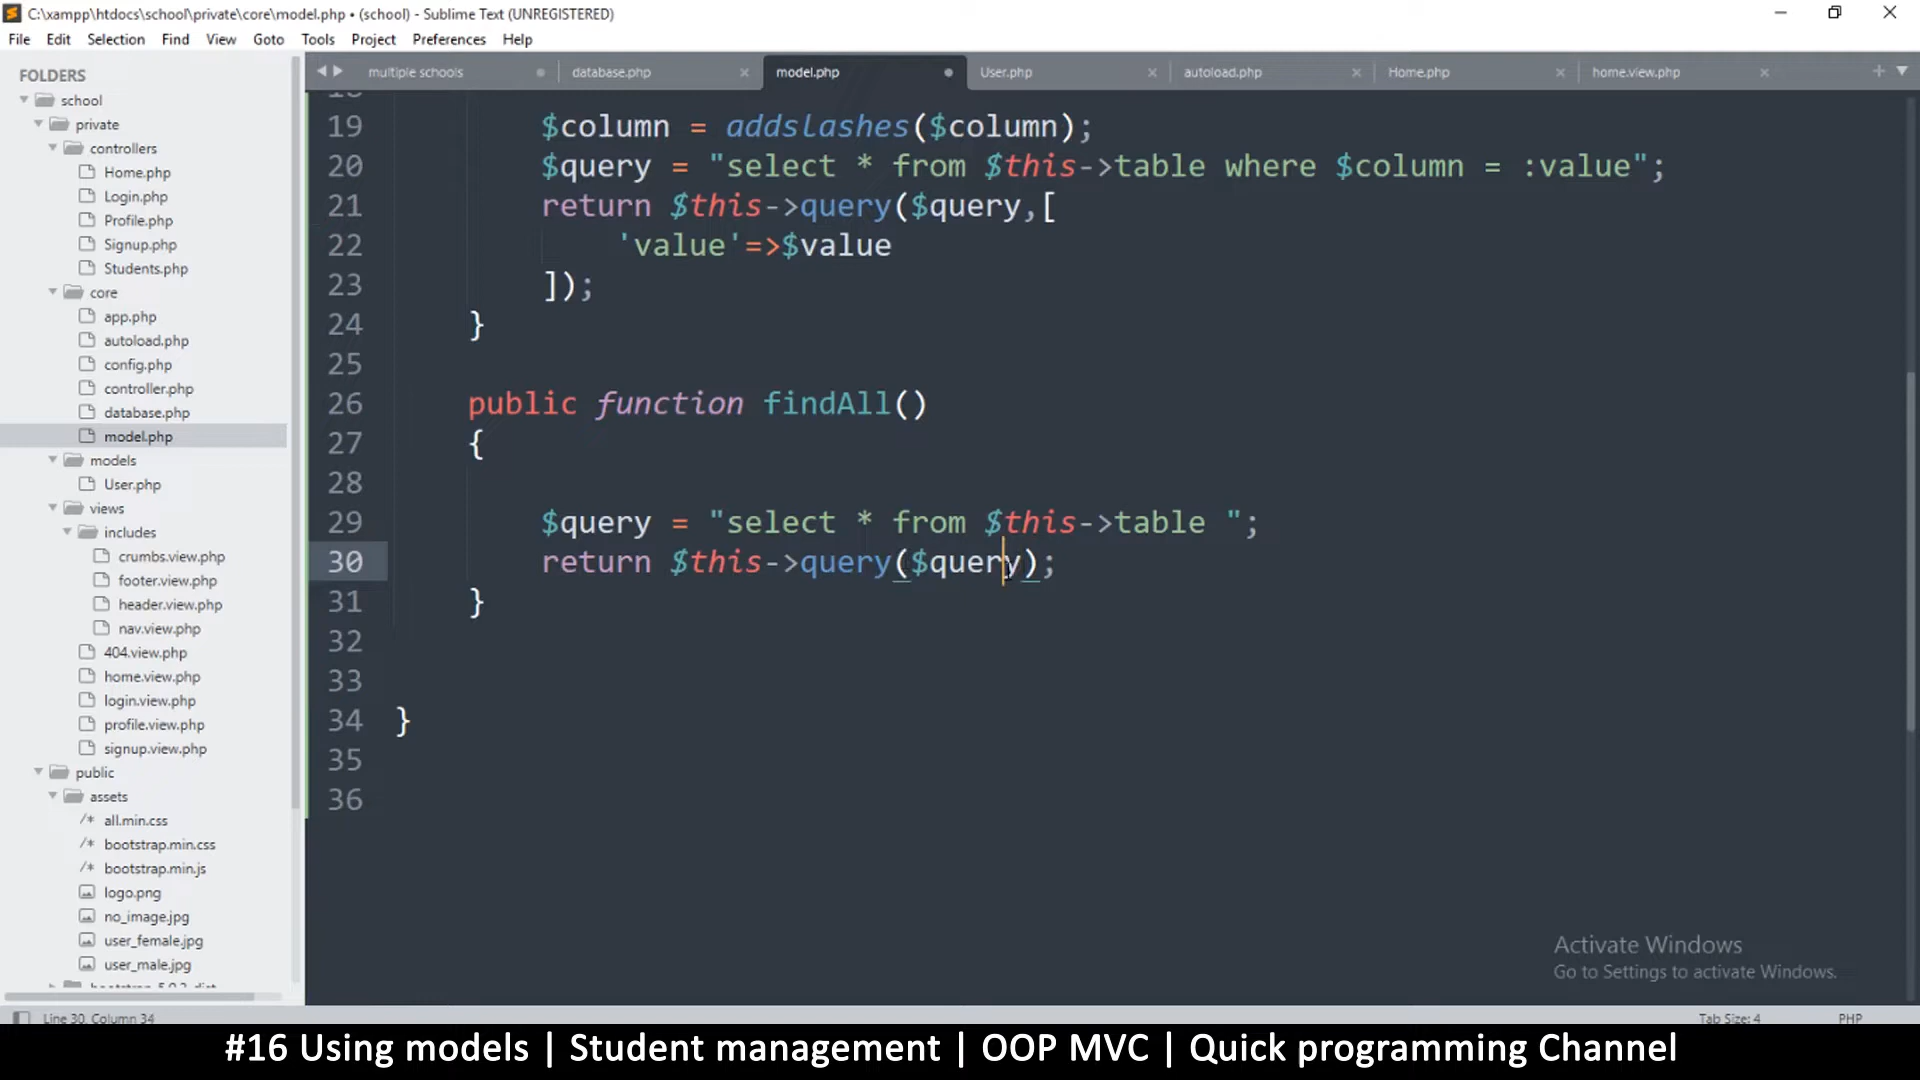 C:\xampp\htdocs\school\private\core\model.php • (school) - Sublime Text (UNREGISTERED)
File Edit Selection Find View Goto Tools Project Preferences Help
FOLDERS
school
private
controllers
Home.php
Login.php
Profile.php
Signup.php
Students.php
core
app.php
autoload.php
config.php
controller.php
database.php
model.php
models
User.php
views
includes
crumbs.view.php
footer.view.php
header.view.php
nav.view.php
404.view.php
home.view.php
login.view.php
profile.view.php
signup.view.php
public
assets
/* all.min.css
/* bootstrap.min.css
/* bootstrap.min.js
logo.png
no_image.jpg
user_female.jpg
user_male.jpg
multiple schools database.php model.php User.php autoload.php Home.php home.view.php
19 $column = addslashes($column);
20 $query = "select * from $this->table where $column = :value";
21 return $this->query($query,[
22 'value'=>$value
23 ]);
24 }
25
26 public function findAll()
27 {
28
29 $query = "select * from $this->table ";
30 return $this->query($query);
31 }
32
33
34 }
35
36
Activate Windows
Go to Settings to activate Windows.
Line 30, Column 34 Tab Size: 4 PHP
#16 Using models | Student management | OOP MVC | Quick programming Channel